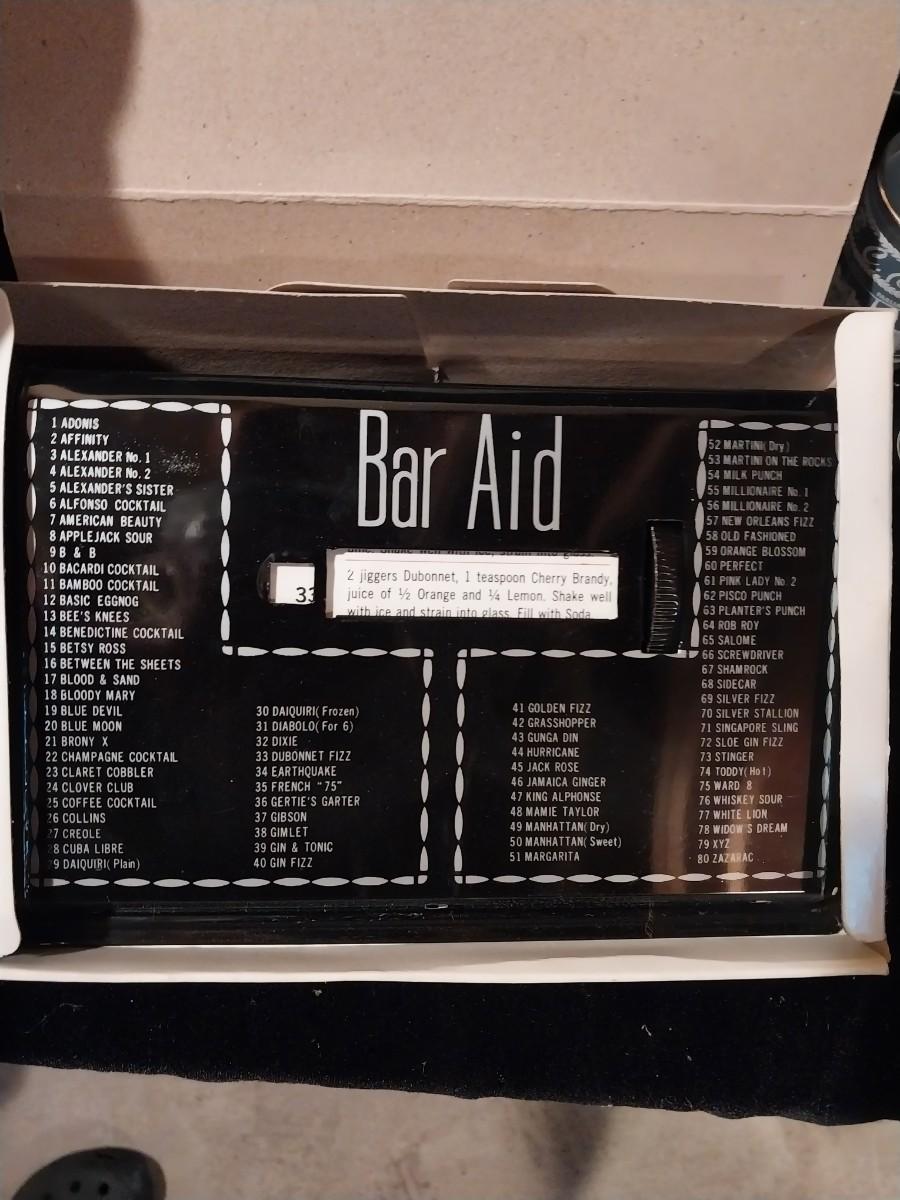 Bar Aid
1 ADONIS
2 AFFINITY
3 ALEXANDER No. 1
4 ALEXANDER No. 2
5 ALEXANDER'S SISTER
6 ALFONSO COCKTAIL
7 AMERICAN BEAUTY
8 APPLEJACK SOUR
9 B & B
10 BACARDI COCKTAIL
11 BAMBOO COCKTAIL
12 BASIC EGGNOG
13 BEE'S KNEES
14 BENEDICTINE COCKTAIL
15 BETSY ROSS
16 BETWEEN THE SHEETS
17 BLOOD & SAND
18 BLOODY MARY
19 BLUE DEVIL
20 BLUE MOON
21 BRONY X
22 CHAMPAGNE COCKTAIL
23 CLARET COBBLER
24 CLOVER CLUB
25 COFFEE COCKTAIL
26 COLLINS
27 CREOLE
28 CUBA LIBRE
29 DAIQUIRI(Plain)
33
2 jiggers Dubonnet, 1 teaspoon Cherry Brandy,
juice of ½ Orange and ¼ Lemon. Shake well
with ice and strain into glass. Fill with Soda.
30 DAIQUIRI(Frozen)
31 DIABOLO(For 6)
32 DIXIE
33 DUBONNET FIZZ
34 EARTHQUAKE
35 FRENCH "75"
36 GERTIE'S GARTER
37 GIBSON
38 GIMLET
39 GIN & TONIC
40 GIN FIZZ
41 GOLDEN FIZZ
42 GRASSHOPPER
43 GUNGA DIN
44 HURRICANE
45 JACK ROSE
46 JAMAICA GINGER
47 KING ALPHONSE
48 MAMIE TAYLOR
49 MANHATTAN(Dry)
50 MANHATTAN(Sweet)
51 MARGARITA
52 MARTINI(Dry)
53 MARTINI ON THE ROCKS
54 MILK PUNCH
55 MILLIONAIRE No. 1
56 MILLIONAIRE No. 2
57 NEW ORLEANS FIZZ
58 OLD FASHIONED
59 ORANGE BLOSSOM
60 PERFECT
61 PINK LADY No. 2
62 PISCO PUNCH
63 PLANTER'S PUNCH
64 ROB ROY
65 SALOME
66 SCREWDRIVER
67 SHAMROCK
68 SIDECAR
69 SILVER FIZZ
70 SILVER STALLION
71 SINGAPORE SLING
72 SLOE GIN FIZZ
73 STINGER
74 TODDY(Hot)
75 WARD 8
76 WHISKEY SOUR
77 WHITE LION
78 WIDOW'S DREAM
79 XYZ
80 ZAZARAC